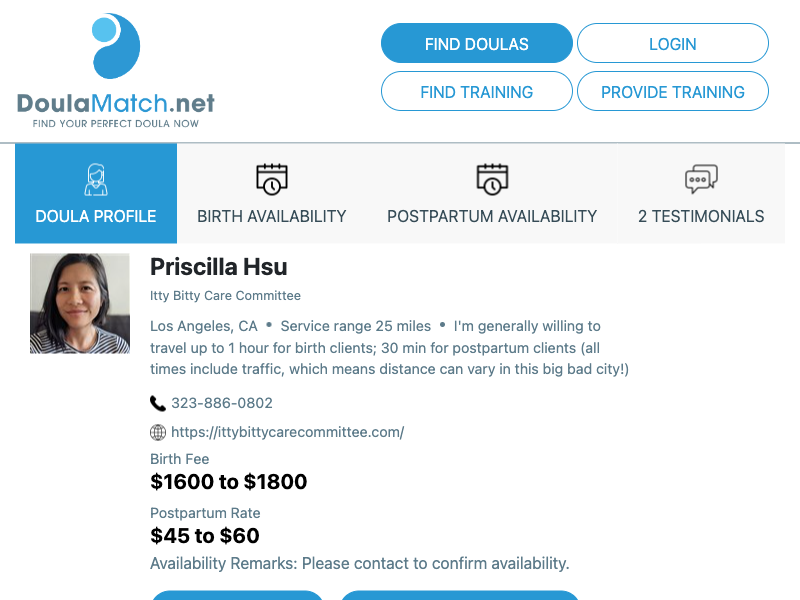 DoulaMatch.net
FIND YOUR PERFECT DOULA NOW
FIND DOULAS
LOGIN
FIND TRAINING
PROVIDE TRAINING
DOULA PROFILE
BIRTH AVAILABILITY
POSTPARTUM AVAILABILITY
2 TESTIMONIALS
Priscilla Hsu
Itty Bitty Care Committee
Los Angeles, CA • Service range 25 miles • I'm generally willing to
travel up to 1 hour for birth clients; 30 min for postpartum clients (all
times include traffic, which means distance can vary in this big bad city!)
323-886-0802
https://ittybittycarecommittee.com/
Birth Fee
$1600 to $1800
Postpartum Rate
$45 to $60
Availability Remarks: Please contact to confirm availability.